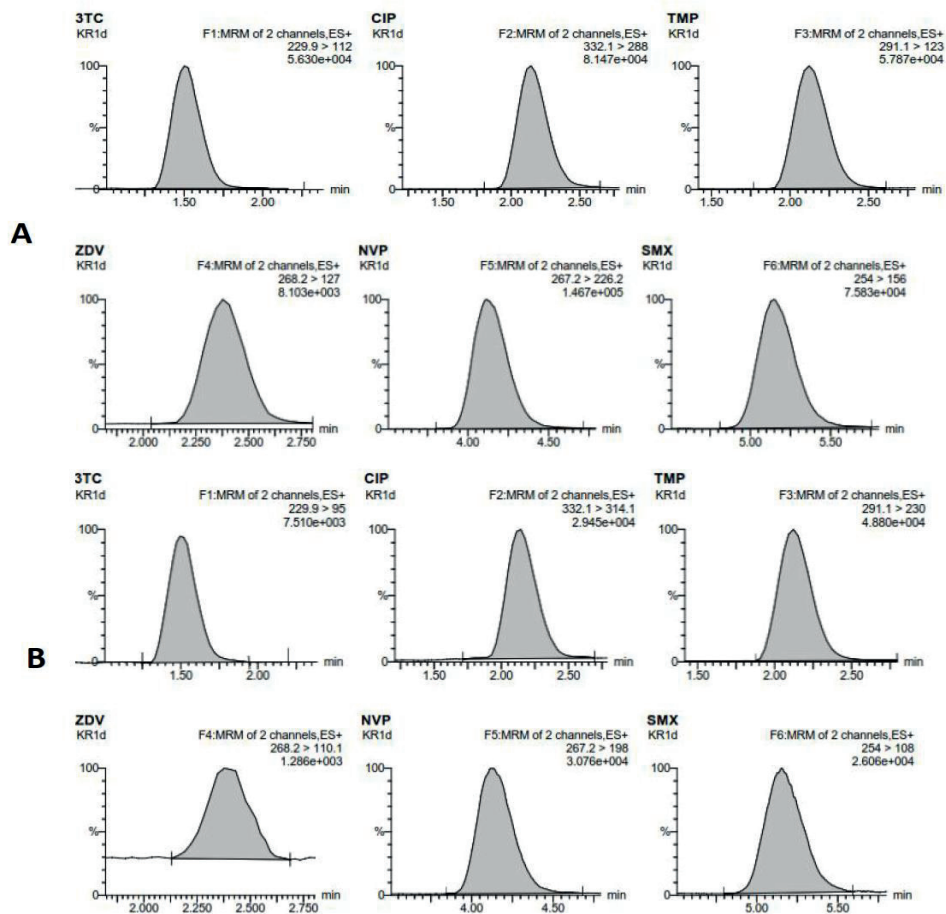 3TC
KR1d
F1:MRM of 2 channels,ES+
229.9 > 112
5.630e+004
100
%
0
1.50 2.00 min
CIP
KR1d
F2:MRM of 2 channels,ES+
332.1 > 288
8.147e+004
100
%
0
1.50 2.00 2.50 min
TMP
KR1d
F3:MRM of 2 channels,ES+
291.1 > 123
5.787e+004
100
%
0
1.50 2.00 2.50 min
A
ZDV
KR1d
F4:MRM of 2 channels,ES+
268.2 > 127
8.103e+003
100
%
0
2.000 2.250 2.500 2.750 min
NVP
KR1d
F5:MRM of 2 channels,ES+
267.2 > 226.2
1.467e+005
100
%
0
4.00 4.50 min
SMX
KR1d
F6:MRM of 2 channels,ES+
254 > 156
7.583e+004
100
%
0
5.00 5.50 min
3TC
KR1d
F1:MRM of 2 channels,ES+
229.9 > 95
7.510e+003
100
%
0
1.50 2.00 min
CIP
KR1d
F2:MRM of 2 channels,ES+
332.1 > 314.1
2.945e+004
100
%
0
1.50 2.00 2.50 min
TMP
KR1d
F3:MRM of 2 channels,ES+
291.1 > 230
4.880e+004
100
%
0
1.50 2.00 2.50 min
B
ZDV
KR1d
F4:MRM of 2 channels,ES+
268.2 > 110.1
1.286e+003
100
%
0
2.000 2.250 2.500 2.750 min
NVP
KR1d
F5:MRM of 2 channels,ES+
267.2 > 198
3.076e+004
100
%
0
4.00 4.50 min
SMX
KR1d
F6:MRM of 2 channels,ES+
254 > 108
2.606e+004
100
%
0
5.00 5.50 min